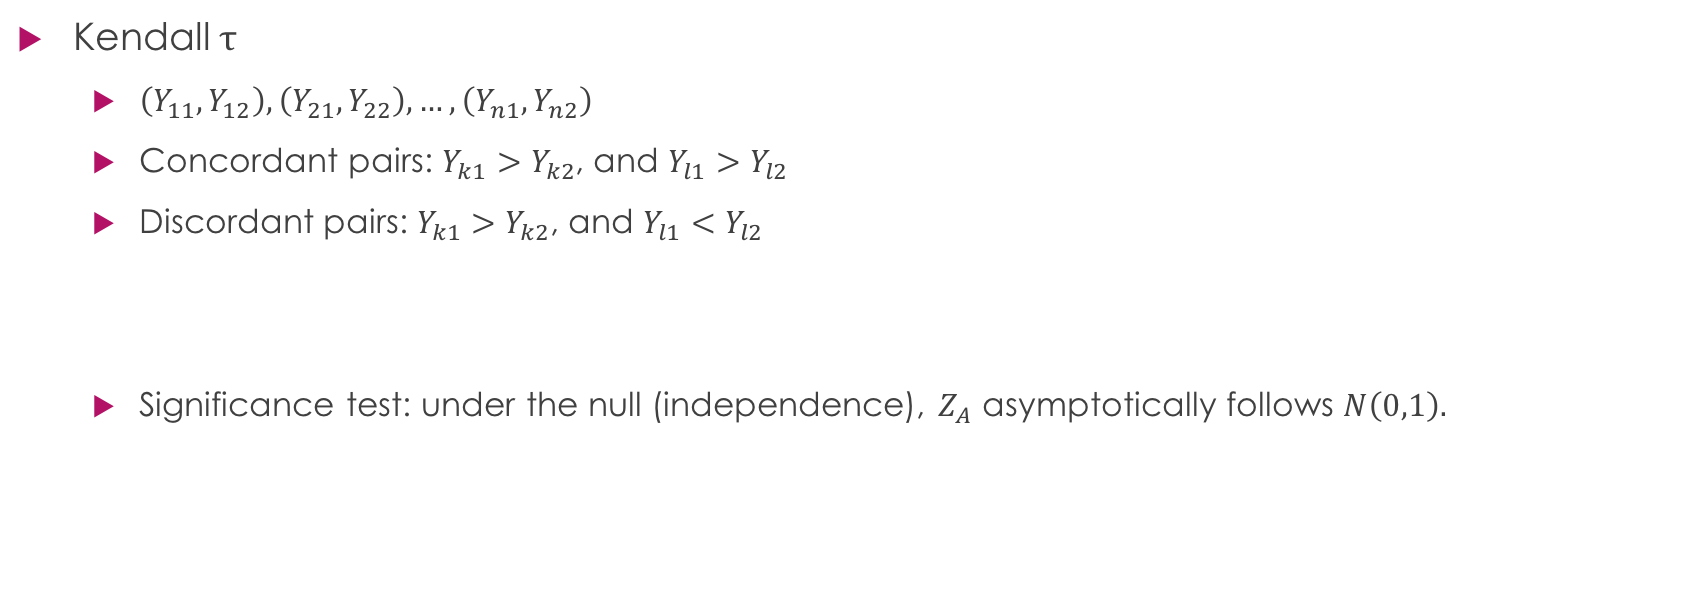 Kendall τ
(Y₁₁, Y₁₂), (Y₂₁, Y₂₂), … , (Yₙ₁, Yₙ₂)
Concordant pairs: Yₖ₁ > Yₖ₂, and Yₗ₁ > Yₗ₂
Discordant pairs: Yₖ₁ > Yₖ₂, and Yₗ₁ < Yₗ₂
Significance test: under the null (independence), Z_A asymptotically follows N(0,1).